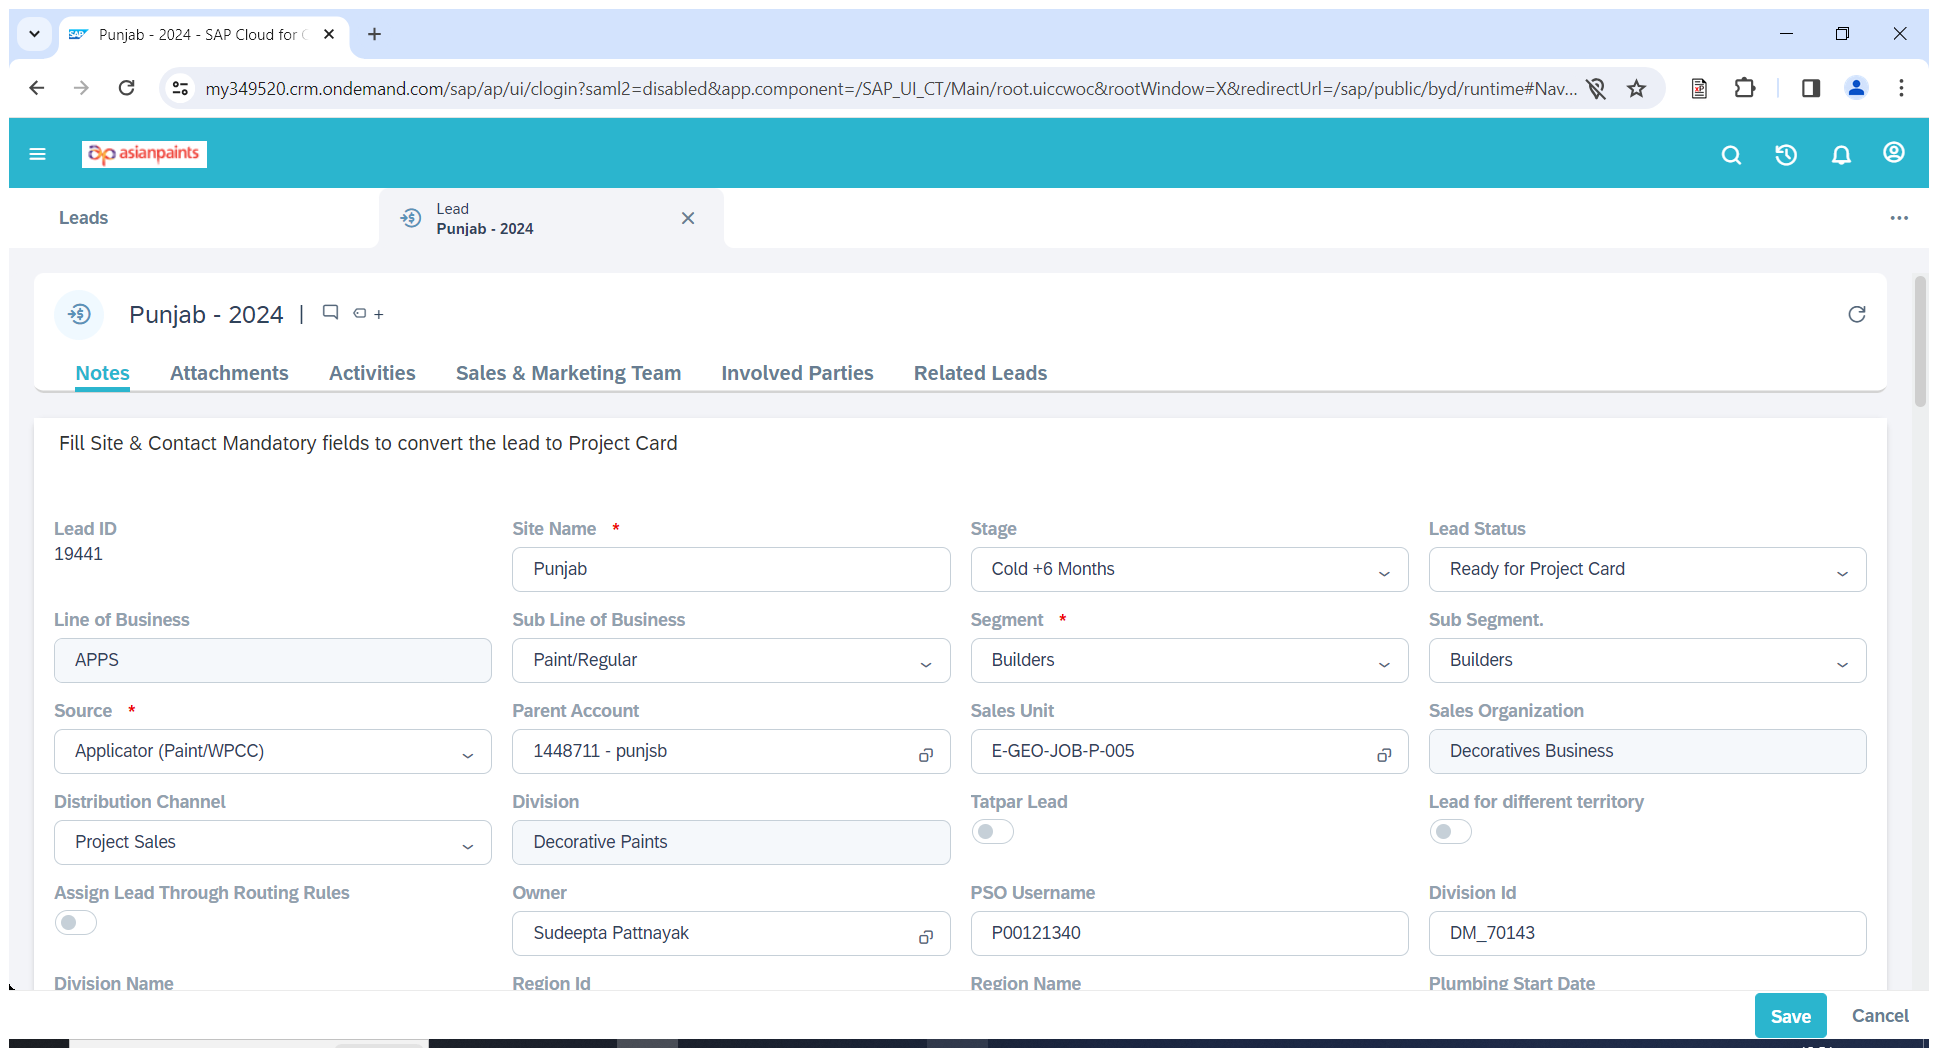 Punjab - 2024 - SAP Cloud for C
my349520.crm.ondemand.com/sap/ap/ui/clogin?saml2=disabled&app.component=/SAP_UI_CT/Main/root.uiccwoc&rootWindow=X&redirectUrl=/sap/public/byd/runtime#Nav...
asianpaints
Leads
Lead
Punjab - 2024
Punjab - 2024 |
Notes Attachments Activities Sales & Marketing Team Involved Parties Related Leads
Fill Site & Contact Mandatory fields to convert the lead to Project Card
Lead ID Site Name * Stage Lead Status
19441 Punjab Cold +6 Months Ready for Project Card
Line of Business Sub Line of Business Segment * Sub Segment.
APPS Paint/Regular Builders Builders
Source * Parent Account Sales Unit Sales Organization
Applicator (Paint/WPCC) 1448711 - punjsb E-GEO-JOB-P-005 Decoratives Business
Distribution Channel Division Tatpar Lead Lead for different territory
Project Sales Decorative Paints
Assign Lead Through Routing Rules Owner PSO Username Division Id
Sudeepta Pattnayak P00121340 DM_70143
Division Name Region Id Region Name Plumbing Start Date
Save Cancel